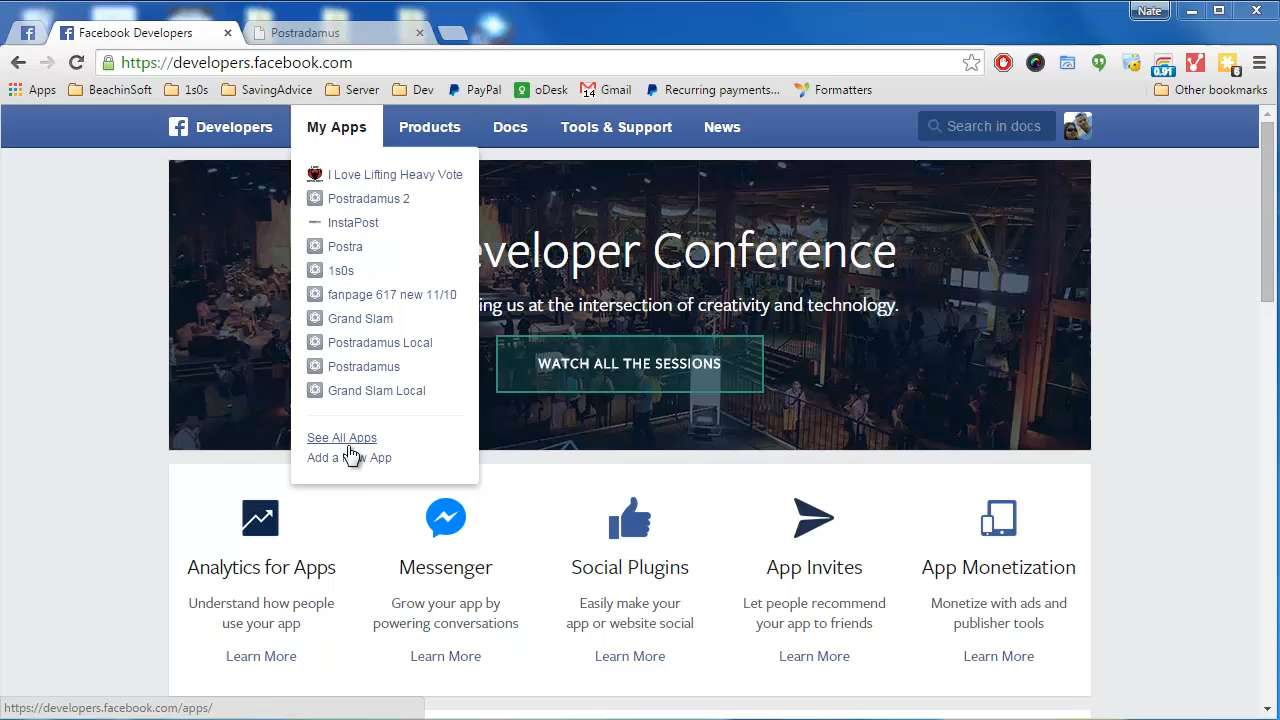 Nate
Facebook Developers
Postradamus
https://developers.facebook.com
0.91
6
Apps
BeachinSoft
1s0s
SavingAdvice
Server
Dev
PayPal
oDesk
14
Gmail
Recurring payments...
Formatters
Other bookmarks
Developers
My Apps
Products
Docs
Tools & Support
News
Search in docs
I Love Lifting Heavy Vote
Postradamus 2
InstaPost
Postra
1s0s
fanpage 617 new 11/10
Grand Slam
Postradamus Local
Postradamus
Grand Slam Local
See All Apps
Add a App
eveloper Conference
ing us at the intersection of creativity and technology.
WATCH ALL THE SESSIONS
Analytics for Apps
Understand how people
use your app
Learn More
Messenger
Grow your app by
powering conversations
Learn More
Social Plugins
Easily make your
app or website social
Learn More
App Invites
Let people recommend
your app to friends
Learn More
App Monetization
Monetize with ads and
publisher tools
Learn More
https://developers.facebook.com/apps/